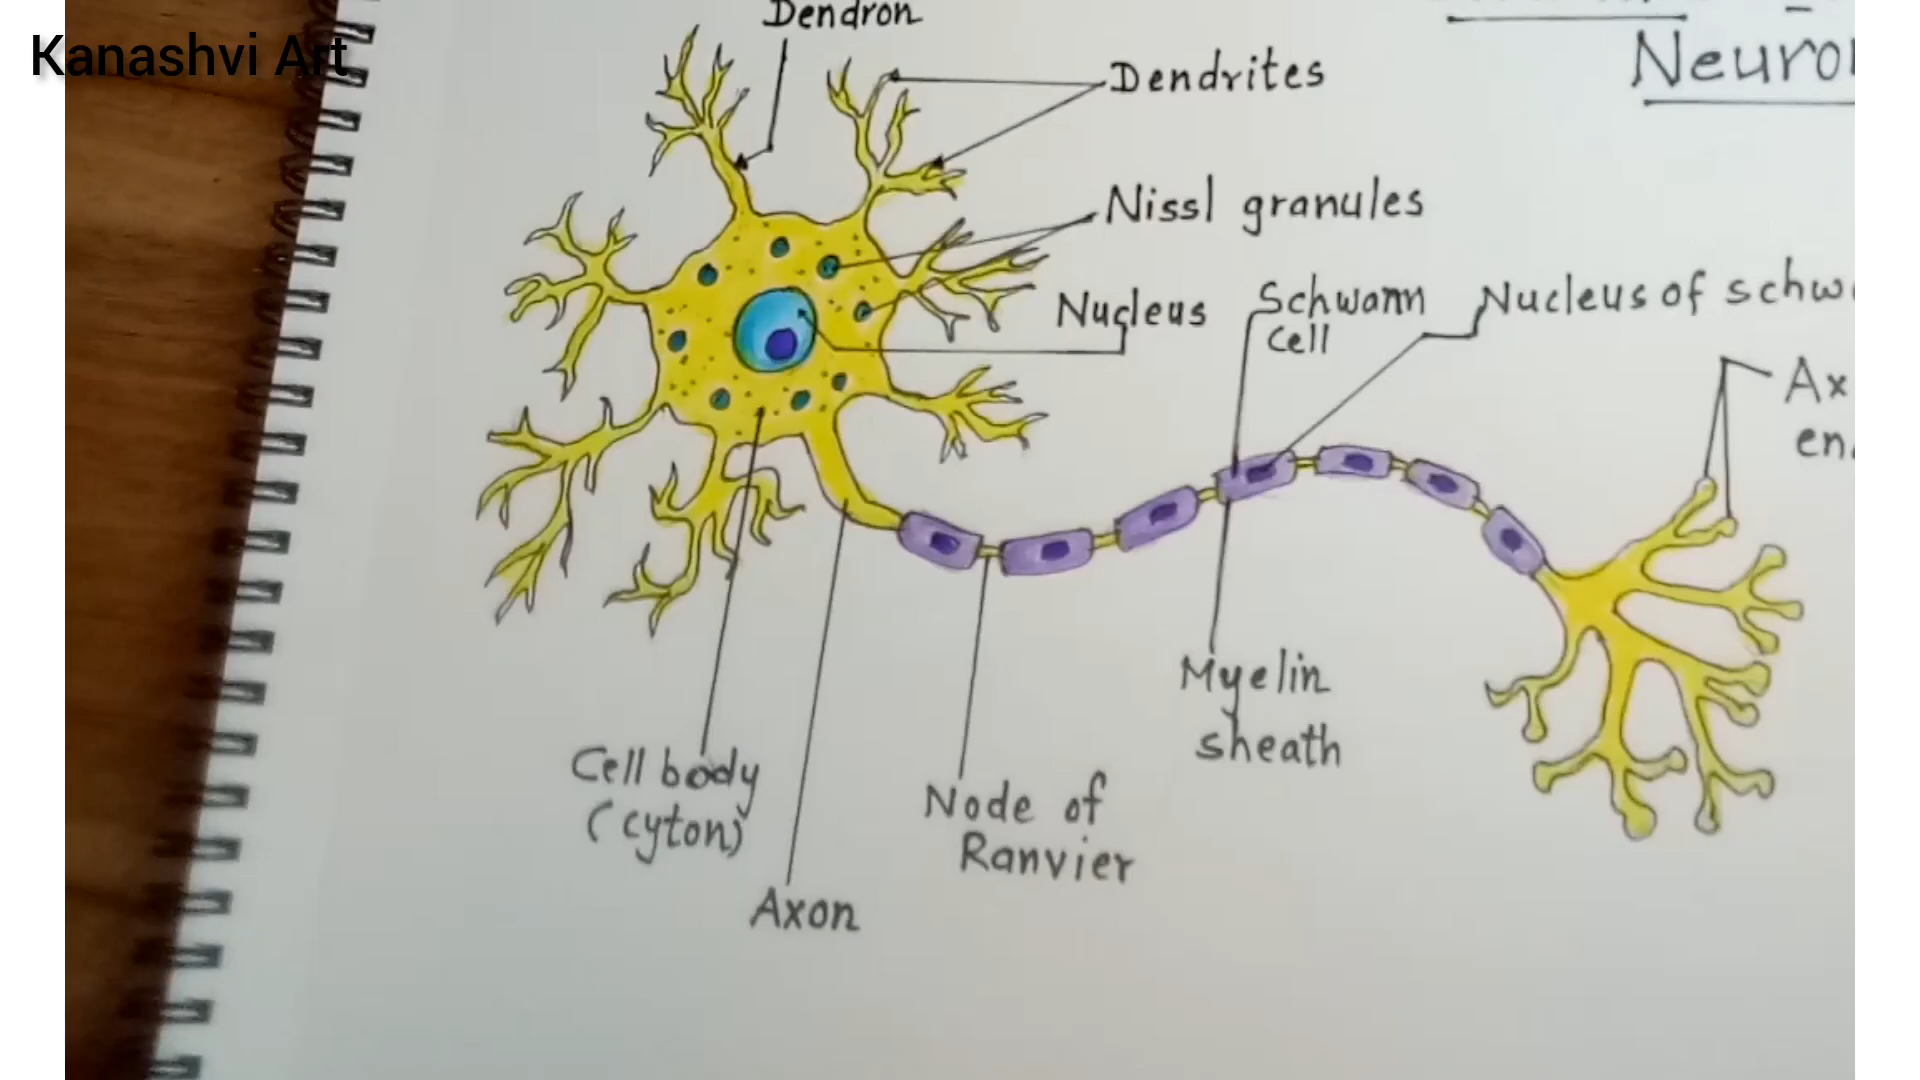 Kanashvi Art
Dendron
Dendrites
Neuro
Nissl granules
Nucleus
Schwann
cell
Nucleus of schw
Ax
en
Myelin
sheath
Cell body
(cyton)
Node of
Ranvier
Axon